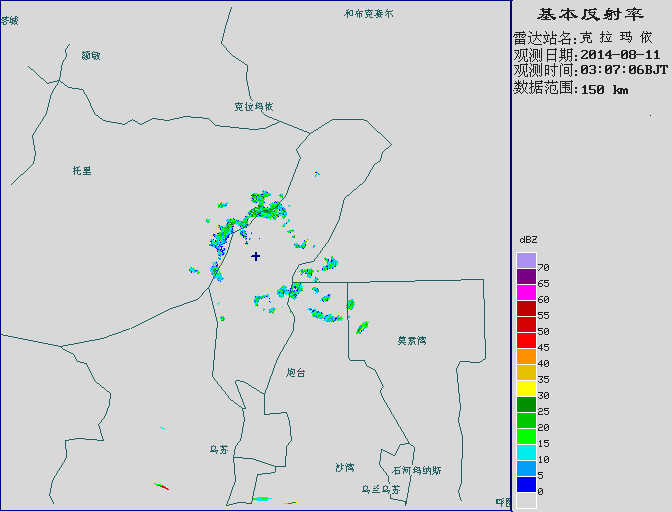 基本反射率
雷达站名: 克 拉 玛 依
观测日期: 2014-08-11
观测时间: 03:07:06BJT
数据范围: 150 km
和布克赛尔
额敏
克拉玛依
托里
莫索湾
炮台
乌苏
沙湾
石河玛纳斯
乌兰乌苏
dBZ
70
65
60
55
50
45
40
35
30
25
20
15
10
5
0